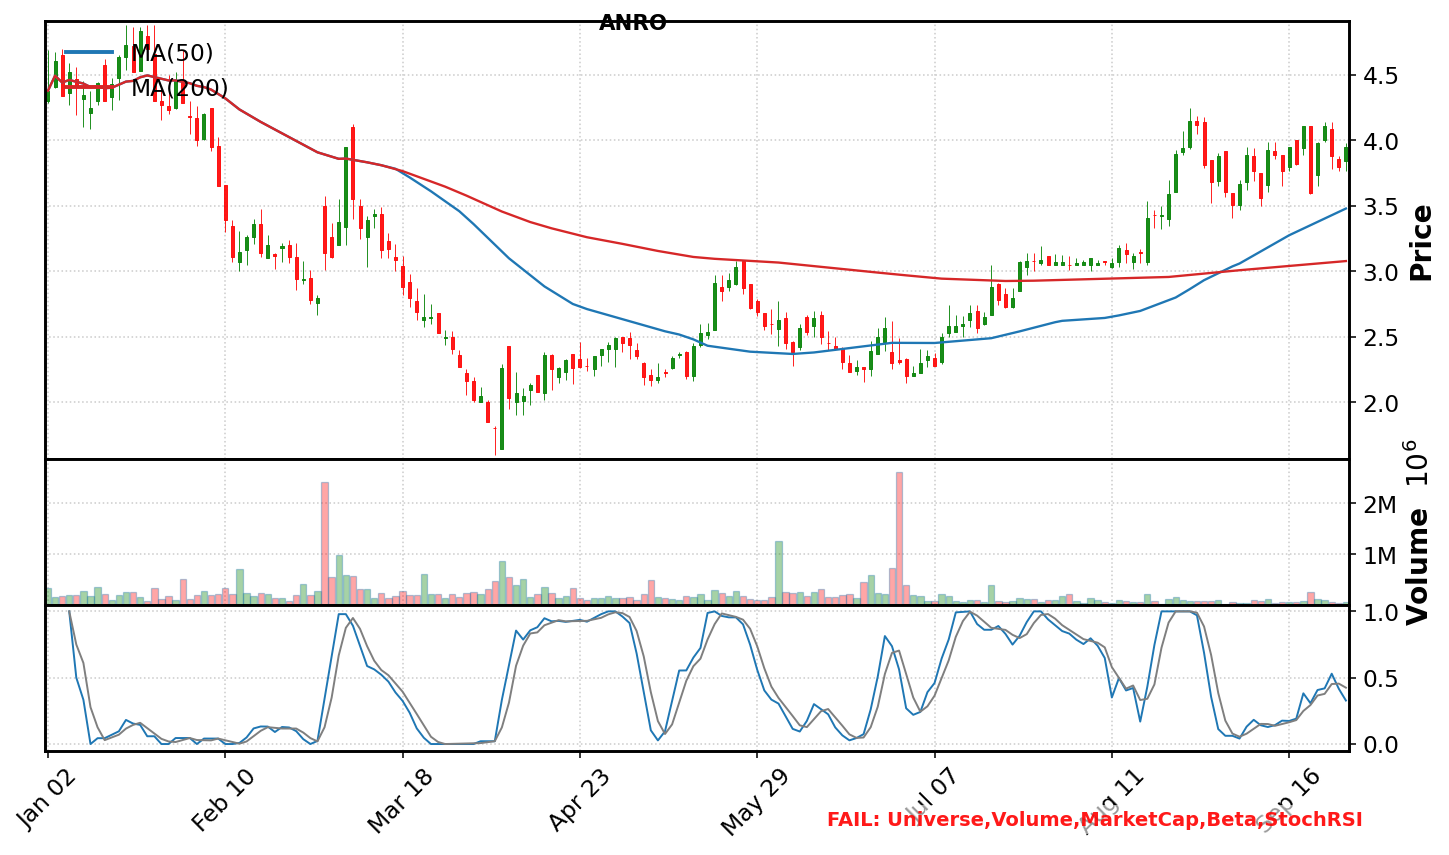 ANRO
MA(50)
MA(200)
4.5
4.0
3.5
3.0
2.5
2.0
Price
2M
1M
Volume 10^6
1.0
0.5
0.0
Jan 02
Feb 10
Mar 18
Apr 23
May 29
Jul 07
Aug 11
Sep 16
FAIL: Universe,Volume,MarketCap,Beta,StochRSI